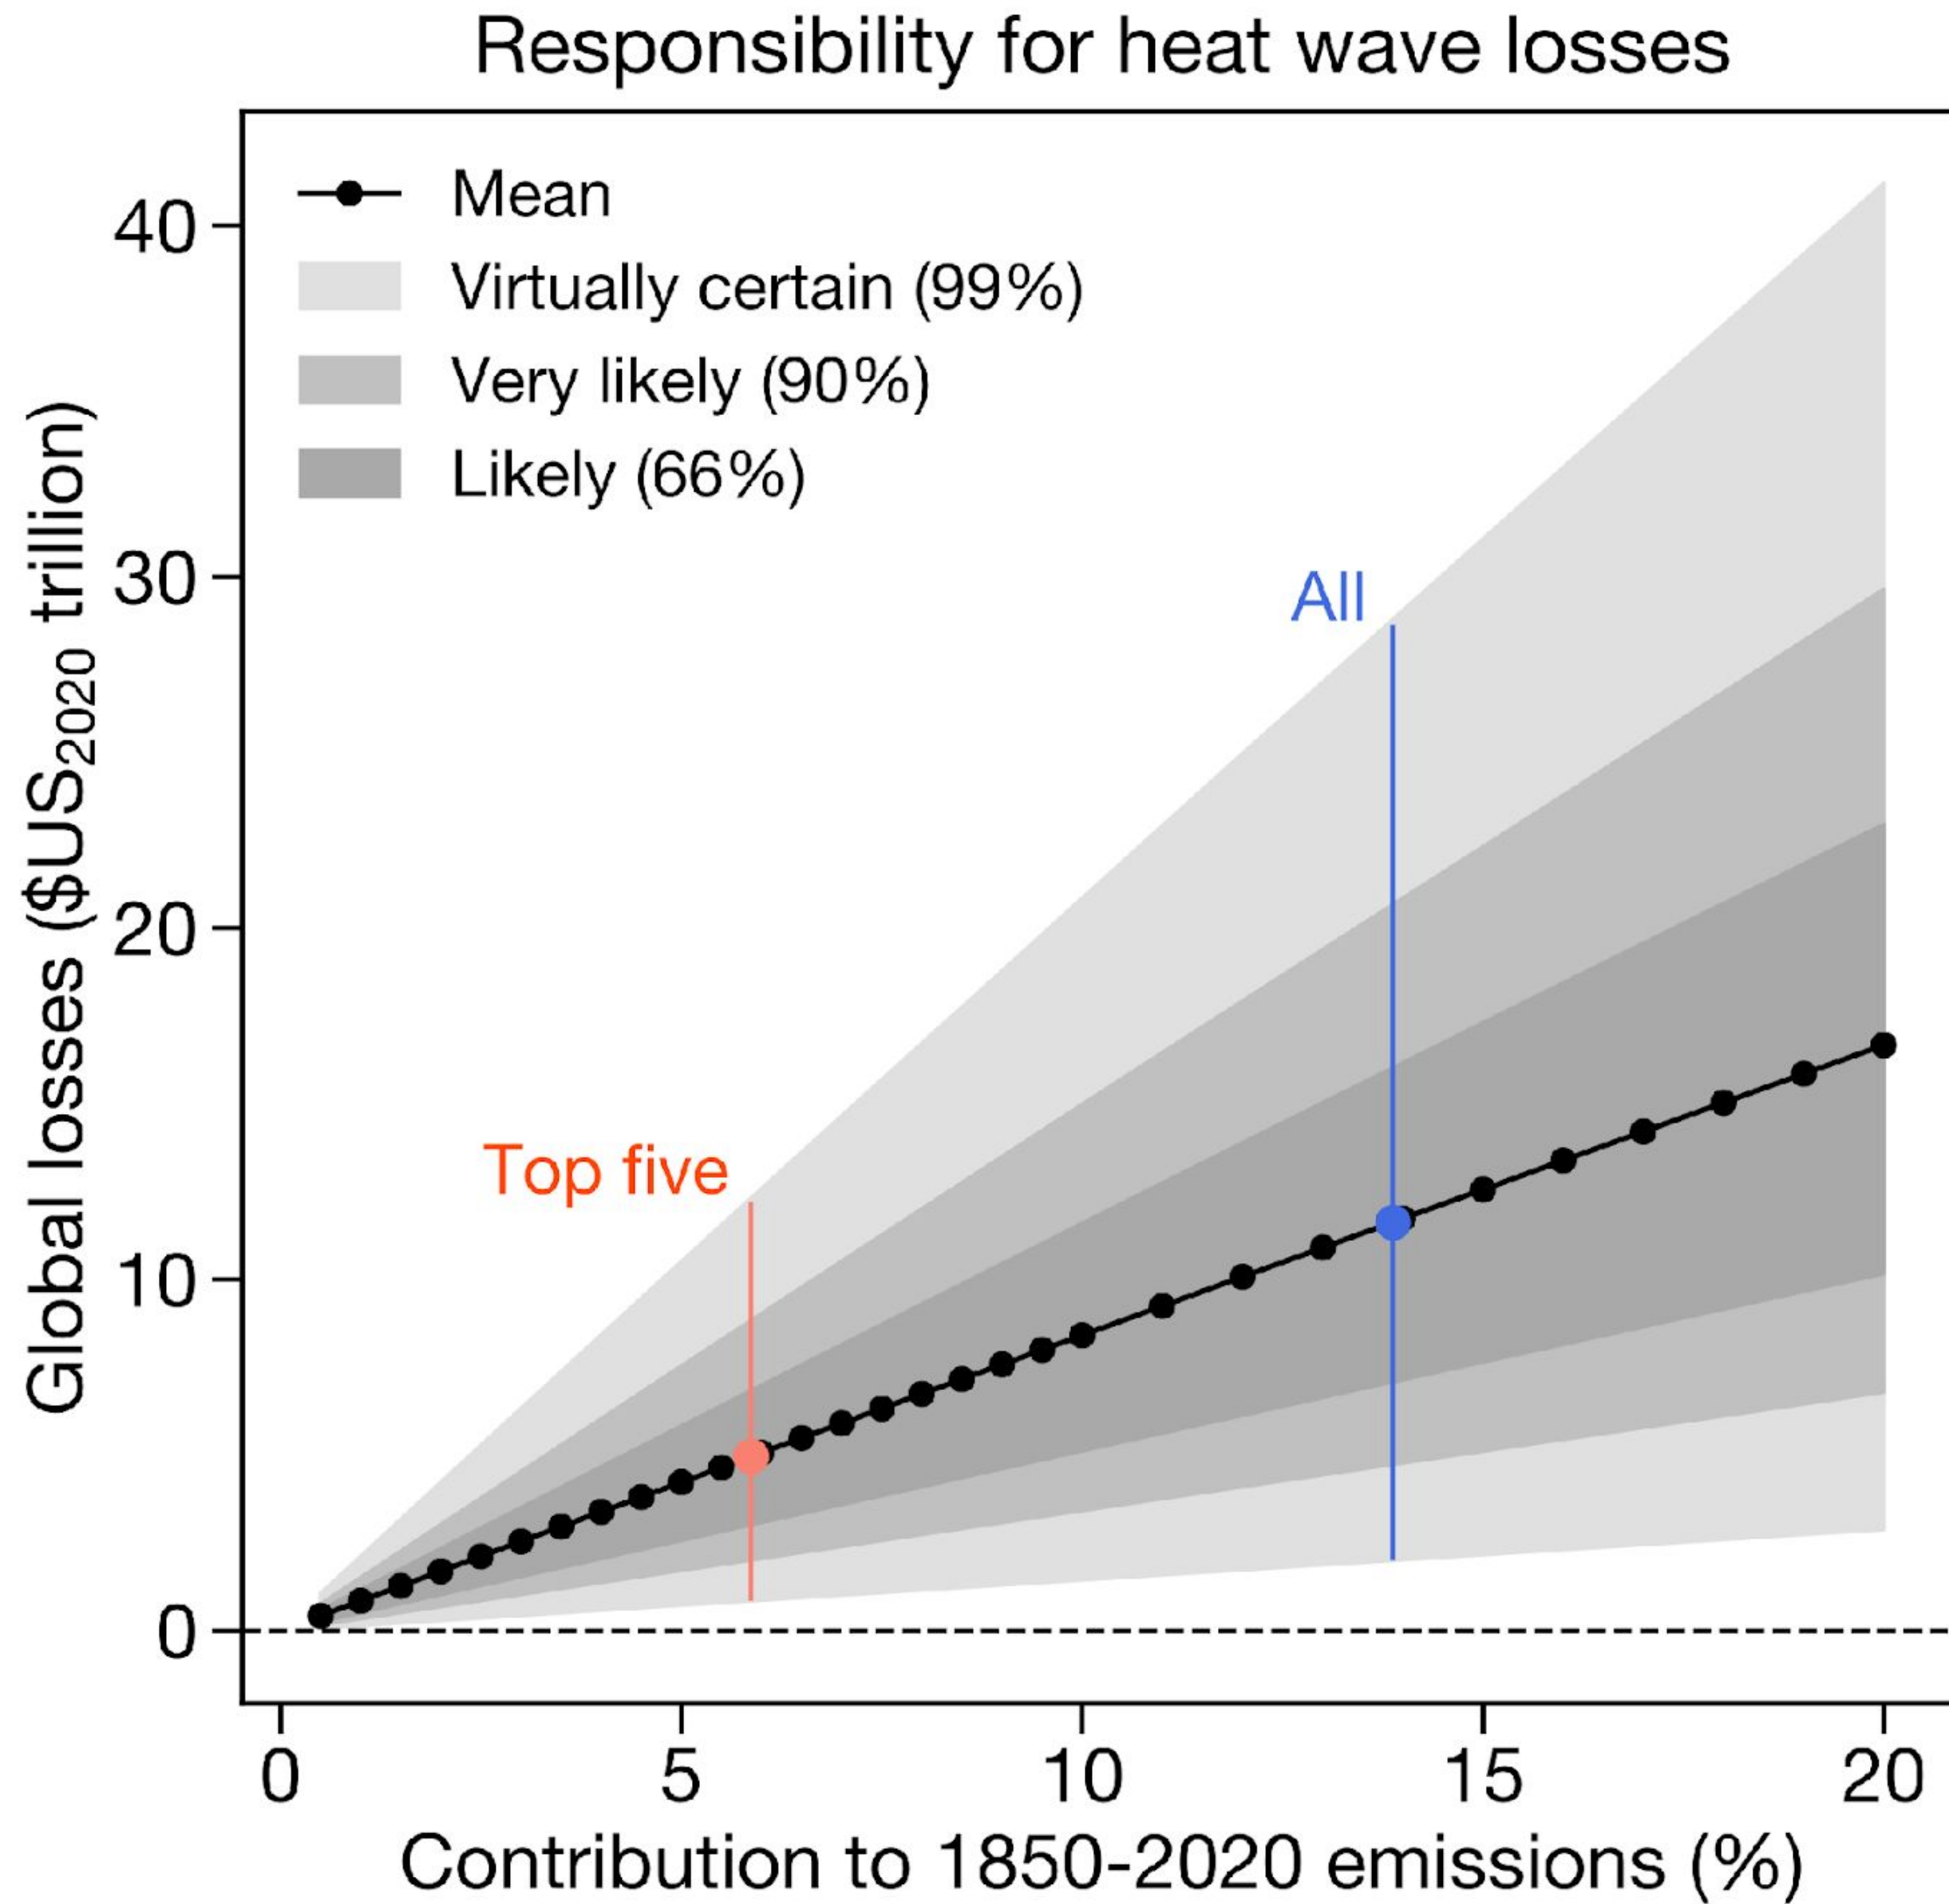 Responsibility for heat wave losses
Mean
Virtually certain (99%)
Very likely (90%)
Likely (66%)
All
Top five
Global losses ($US2020 trillion)
40
30
20
10
0
0 5 10 15 20
Contribution to 1850-2020 emissions (%)